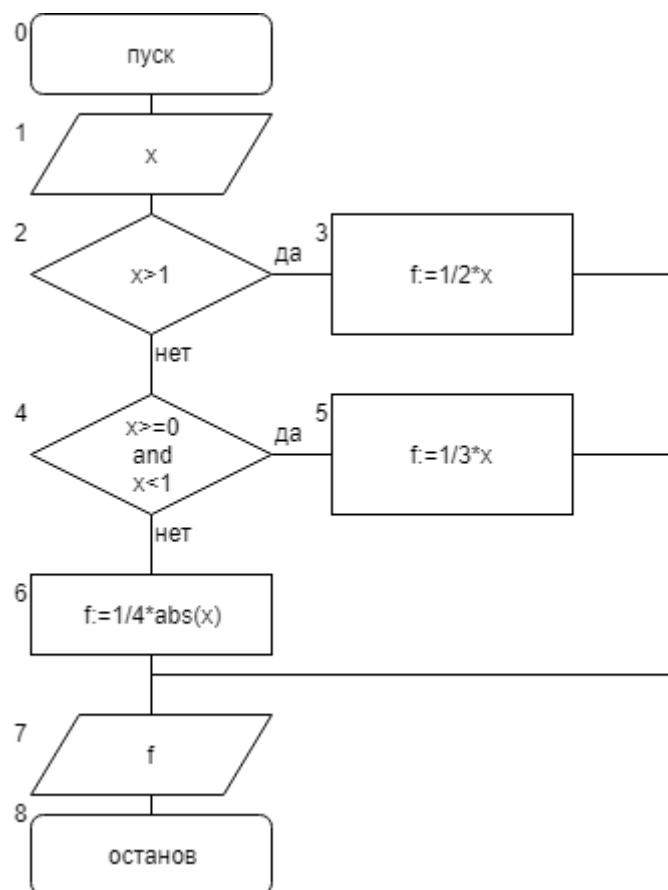 0
пуск
1
x
2
x>1
да
3
f:=1/2*x
нет
4
x>=0
and
x<1
да
5
f:=1/3*x
нет
6
f:=1/4*abs(x)
7
f
8
останов